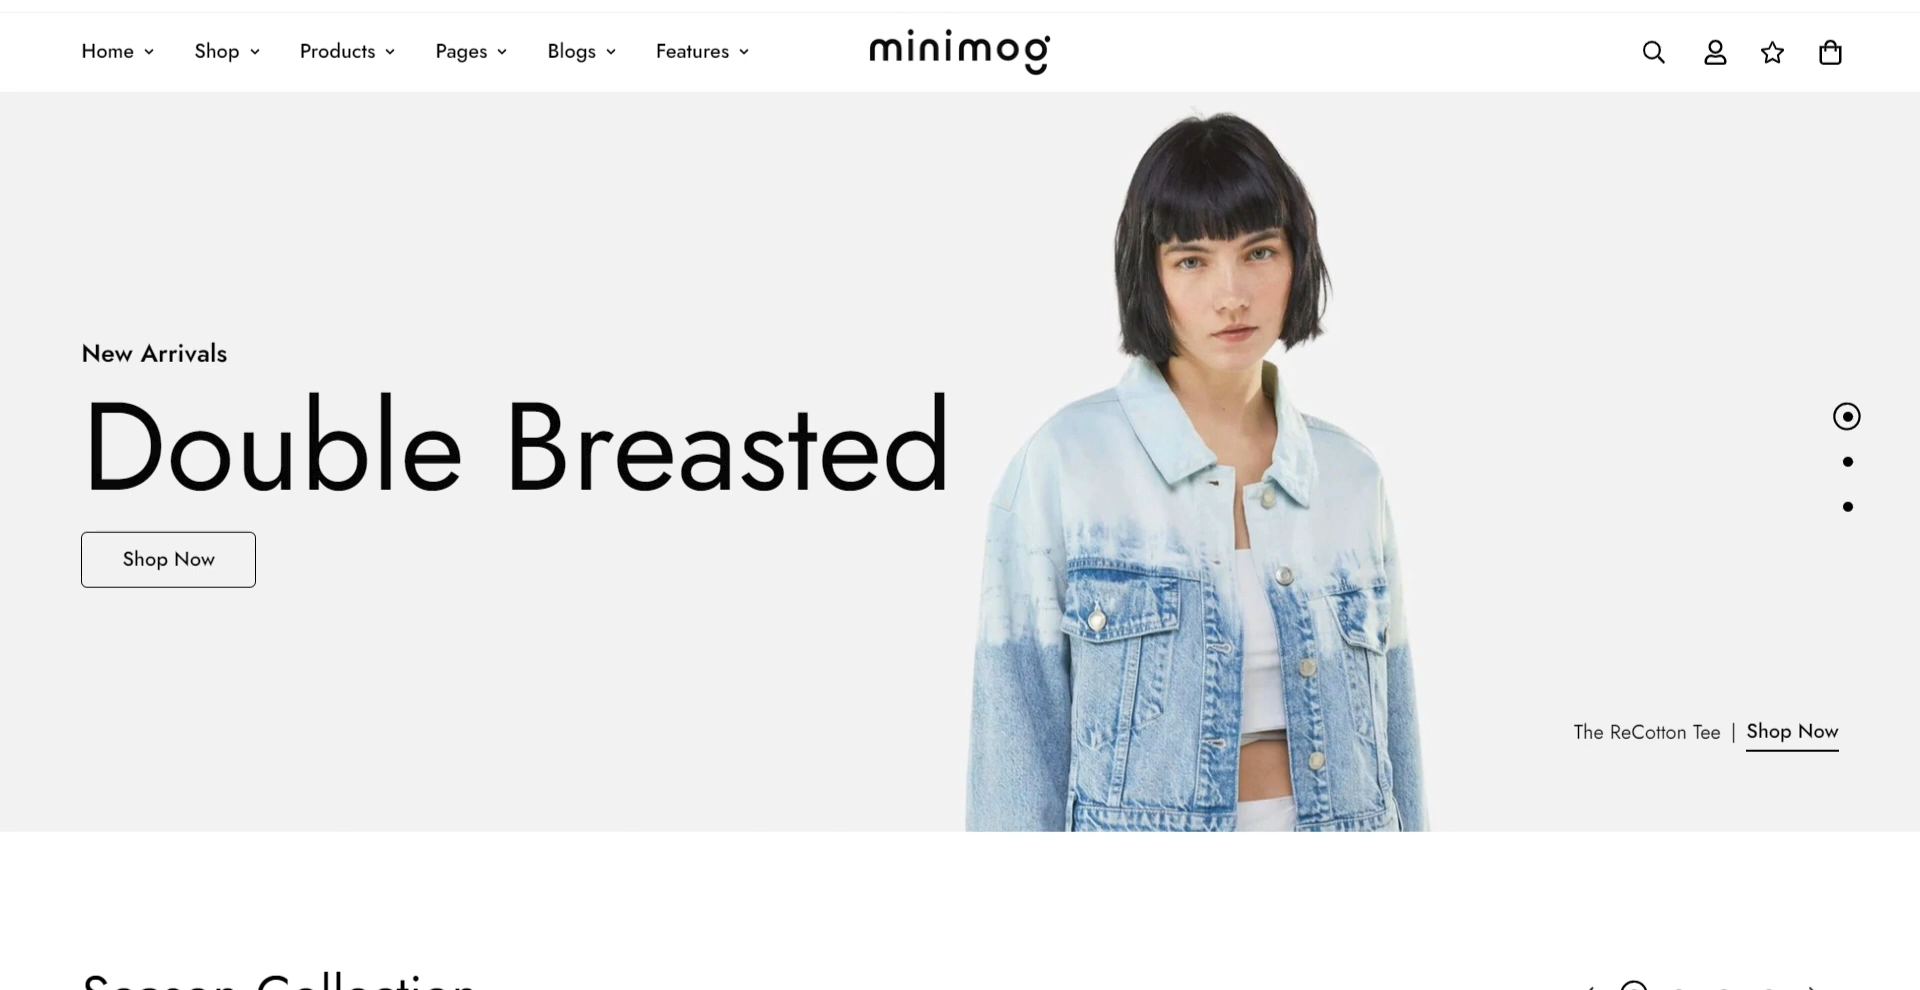 Home Shop Products Pages Blogs Features minimog
New Arrivals
Double Breasted
Shop Now
The ReCotton Tee | Shop Now
Season Collection